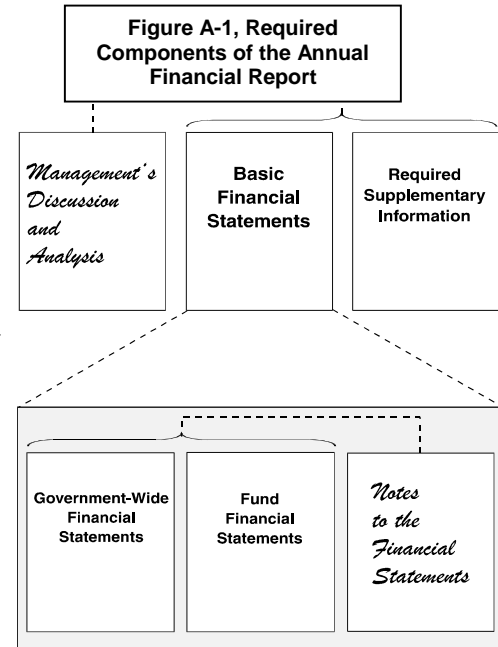 Figure A-1, Required
Components of the Annual
Financial Report
Management's
Discussion
and
Analysis
Basic
Financial
Statements
Required
Supplementary
Information
Government-Wide
Financial
Statements
Fund
Financial
Statements
Notes
to the
Financial
Statements